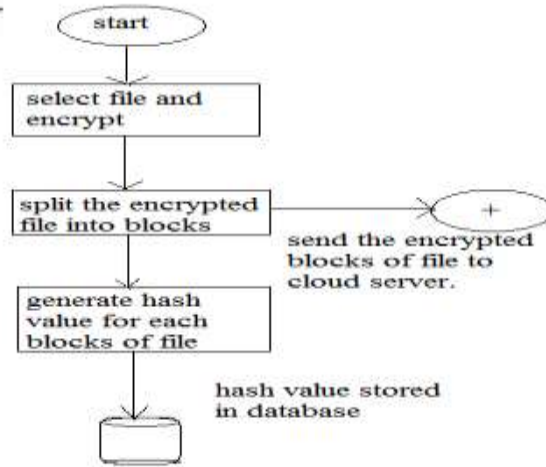 start
select file and
encrypt
split the encrypted
file into blocks
+
send the encrypted
blocks of file to
cloud server.
generate hash
value for each
blocks of file
hash value stored
in database